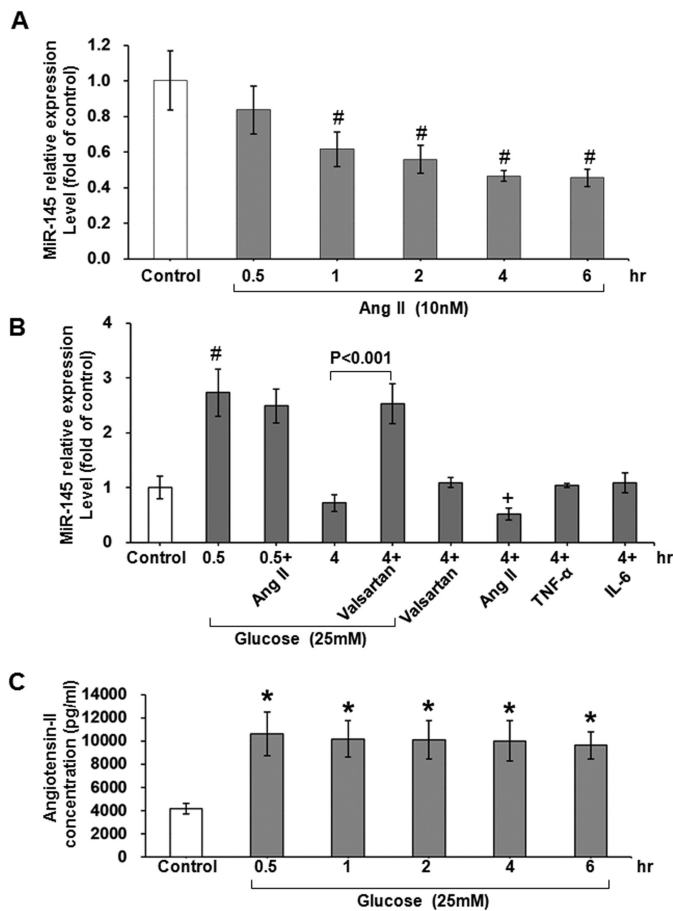 A
MiR-145 relative expression
Level (fold of control)
1.2
1.0
0.8
0.6
0.4
0.2
0.0
# # # #
Control 0.5 1 2 4 6 hr
Ang II (10nM)
B
MiR-145 relative expression
Level (fold of control)
4
3
2
1
0
#
P<0.001
+
Control 0.5 0.5+ 4 4+ 4+ 4+ 4+ 4+ hr
Ang II Valsartan Valsartan Ang II TNF-α IL-6
Glucose (25mM)
C
Angiotensin-II
concentration (pg/ml)
14000
12000
10000
8000
6000
4000
2000
0
* * * * *
Control 0.5 1 2 4 6 hr
Glucose (25mM)